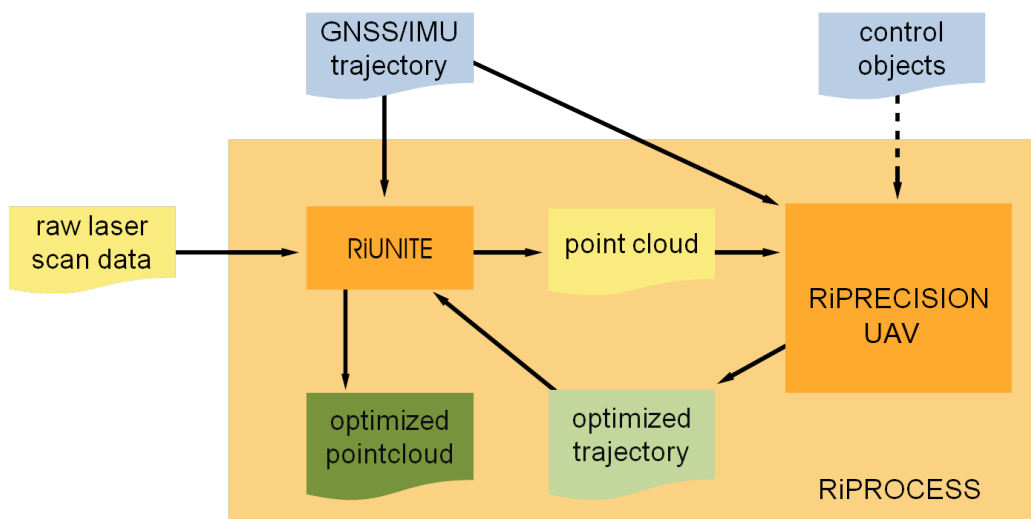 GNSS/IMU
trajectory
control
objects
raw laser
scan data
RiUNITE
point cloud
RiPRECISION
UAV
optimized
pointcloud
optimized
trajectory
RiPROCESS